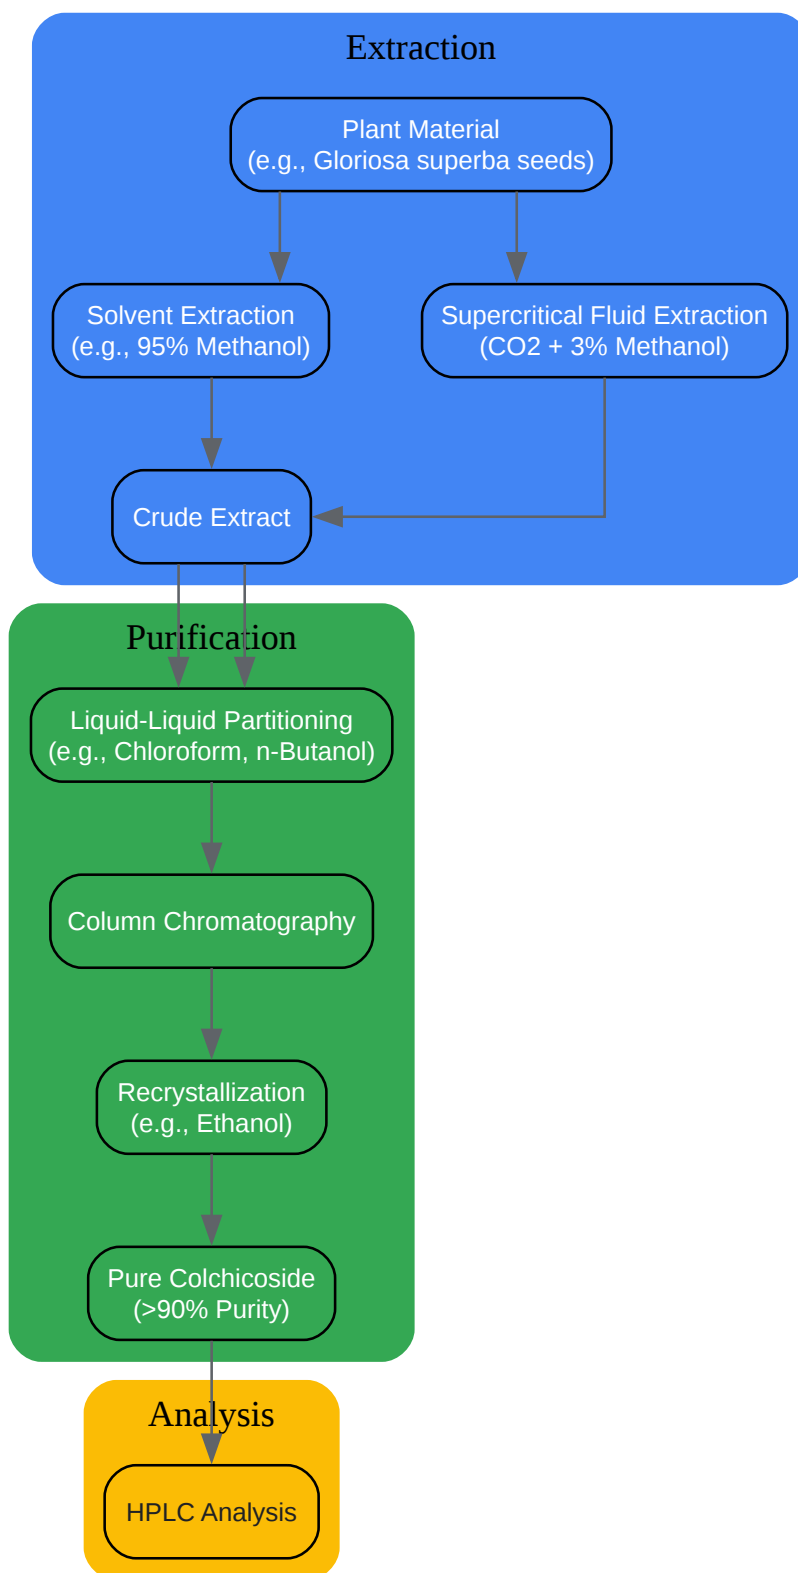 Extraction
Plant Material
(e.g., Gloriosa superba seeds)
Solvent Extraction
(e.g., 95% Methanol)
Supercritical Fluid Extraction
(CO2 + 3% Methanol)
Crude Extract
Purification
Liquid-Liquid Partitioning
(e.g., Chloroform, n-Butanol)
Column Chromatography
Recrystallization
(e.g., Ethanol)
Pure Colchicoside
(>90% Purity)
Analysis
HPLC Analysis